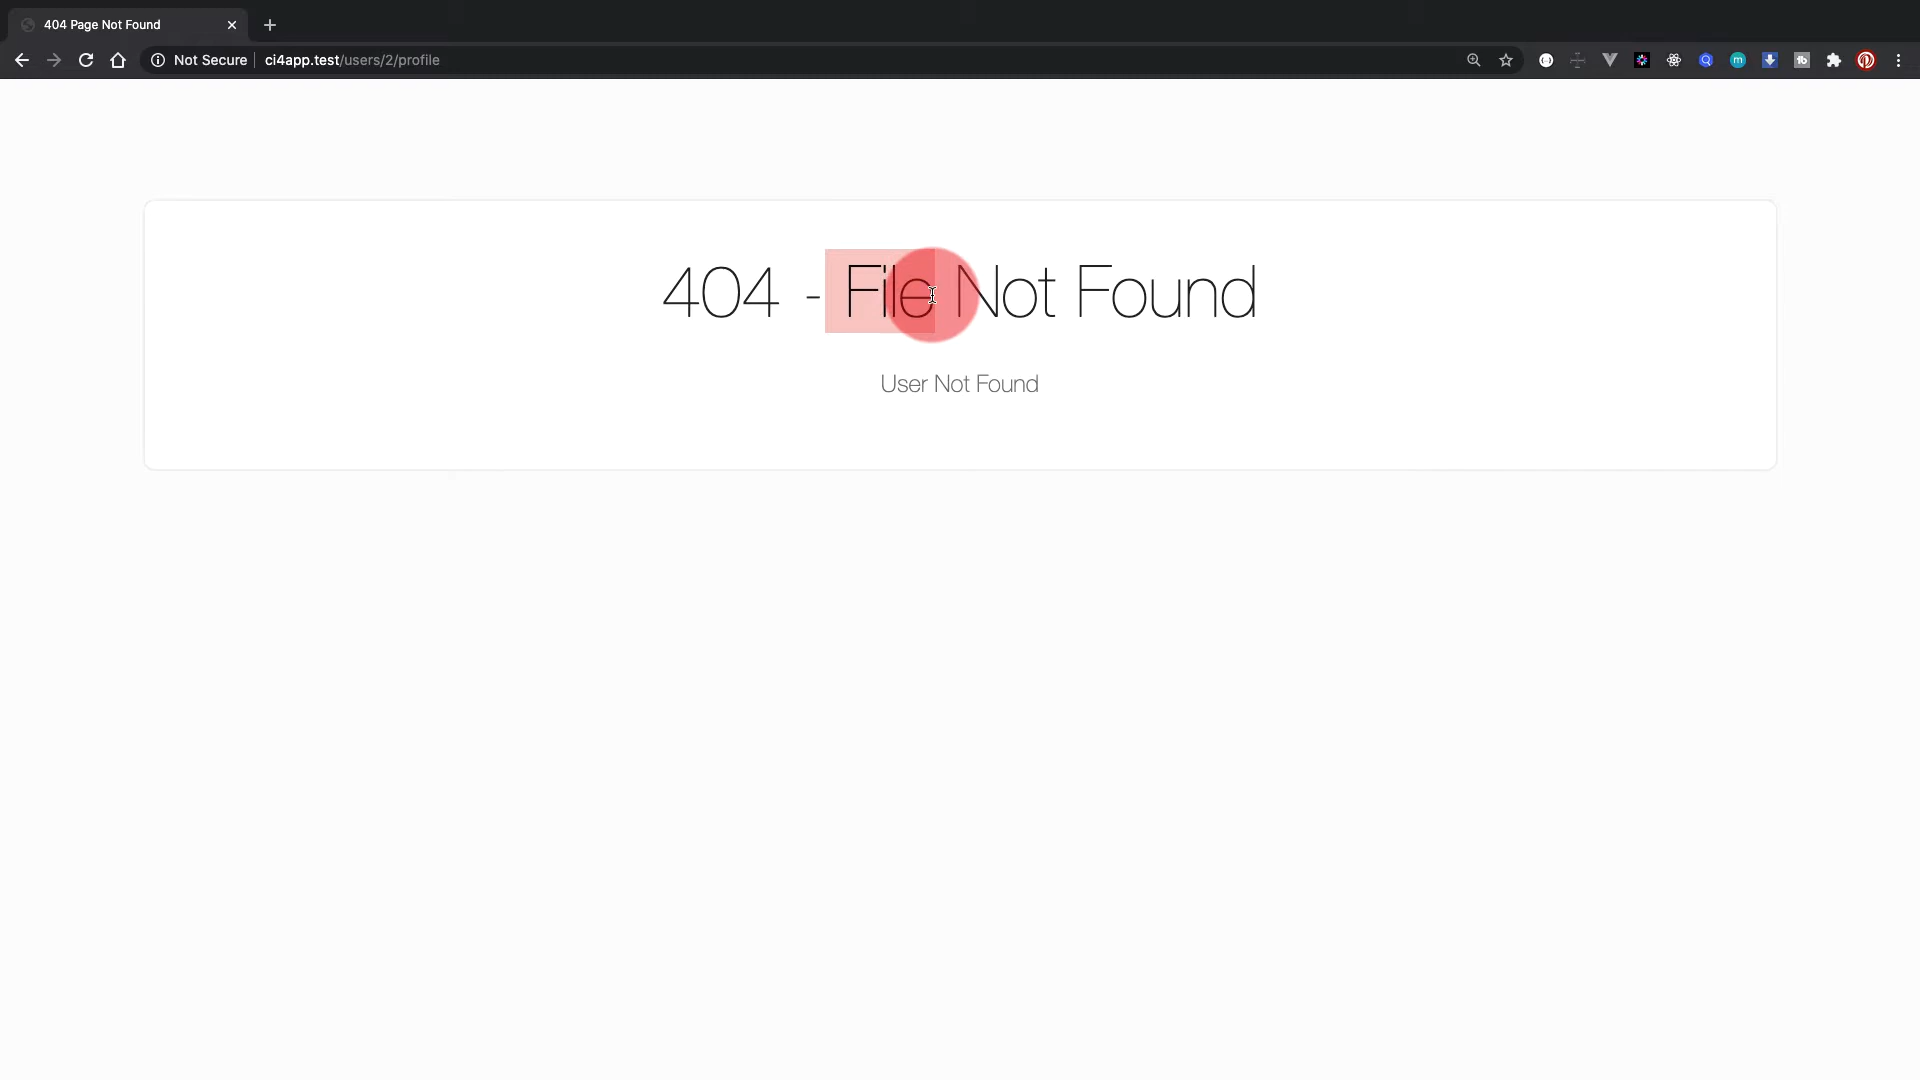 404 Page Not Found
Not Secure
ci4app.test/users/2/profile
m
404 - File Not Found
User Not Found